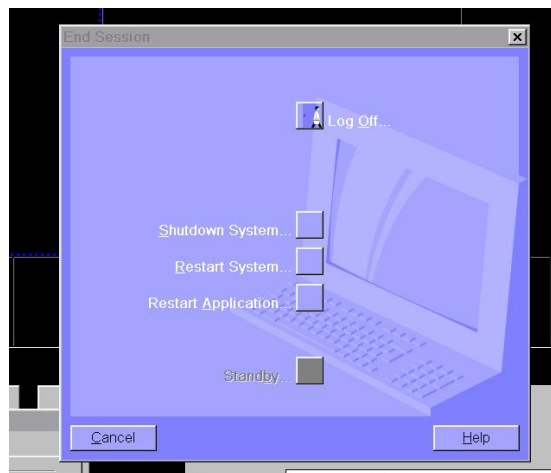 End Session
Log Off...
Shutdown System...
Restart System...
Restart Application...
Standby...
Cancel
Help